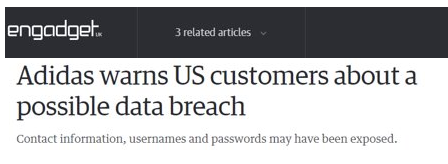 engadget UK
3 related articles
Adidas warns US customers about a
possible data breach
Contact information, usernames and passwords may have been exposed.